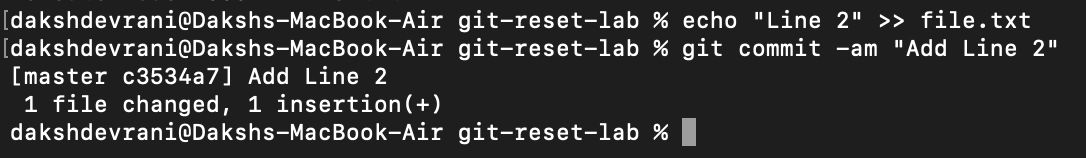 [dakshdevrani@Dakshs-MacBook-Air git-reset-lab % echo "Line 2" >> file.txt
[dakshdevrani@Dakshs-MacBook-Air git-reset-lab % git commit -am "Add Line 2"
[master c3534a7] Add Line 2
 1 file changed, 1 insertion(+)
dakshdevrani@Dakshs-MacBook-Air git-reset-lab %